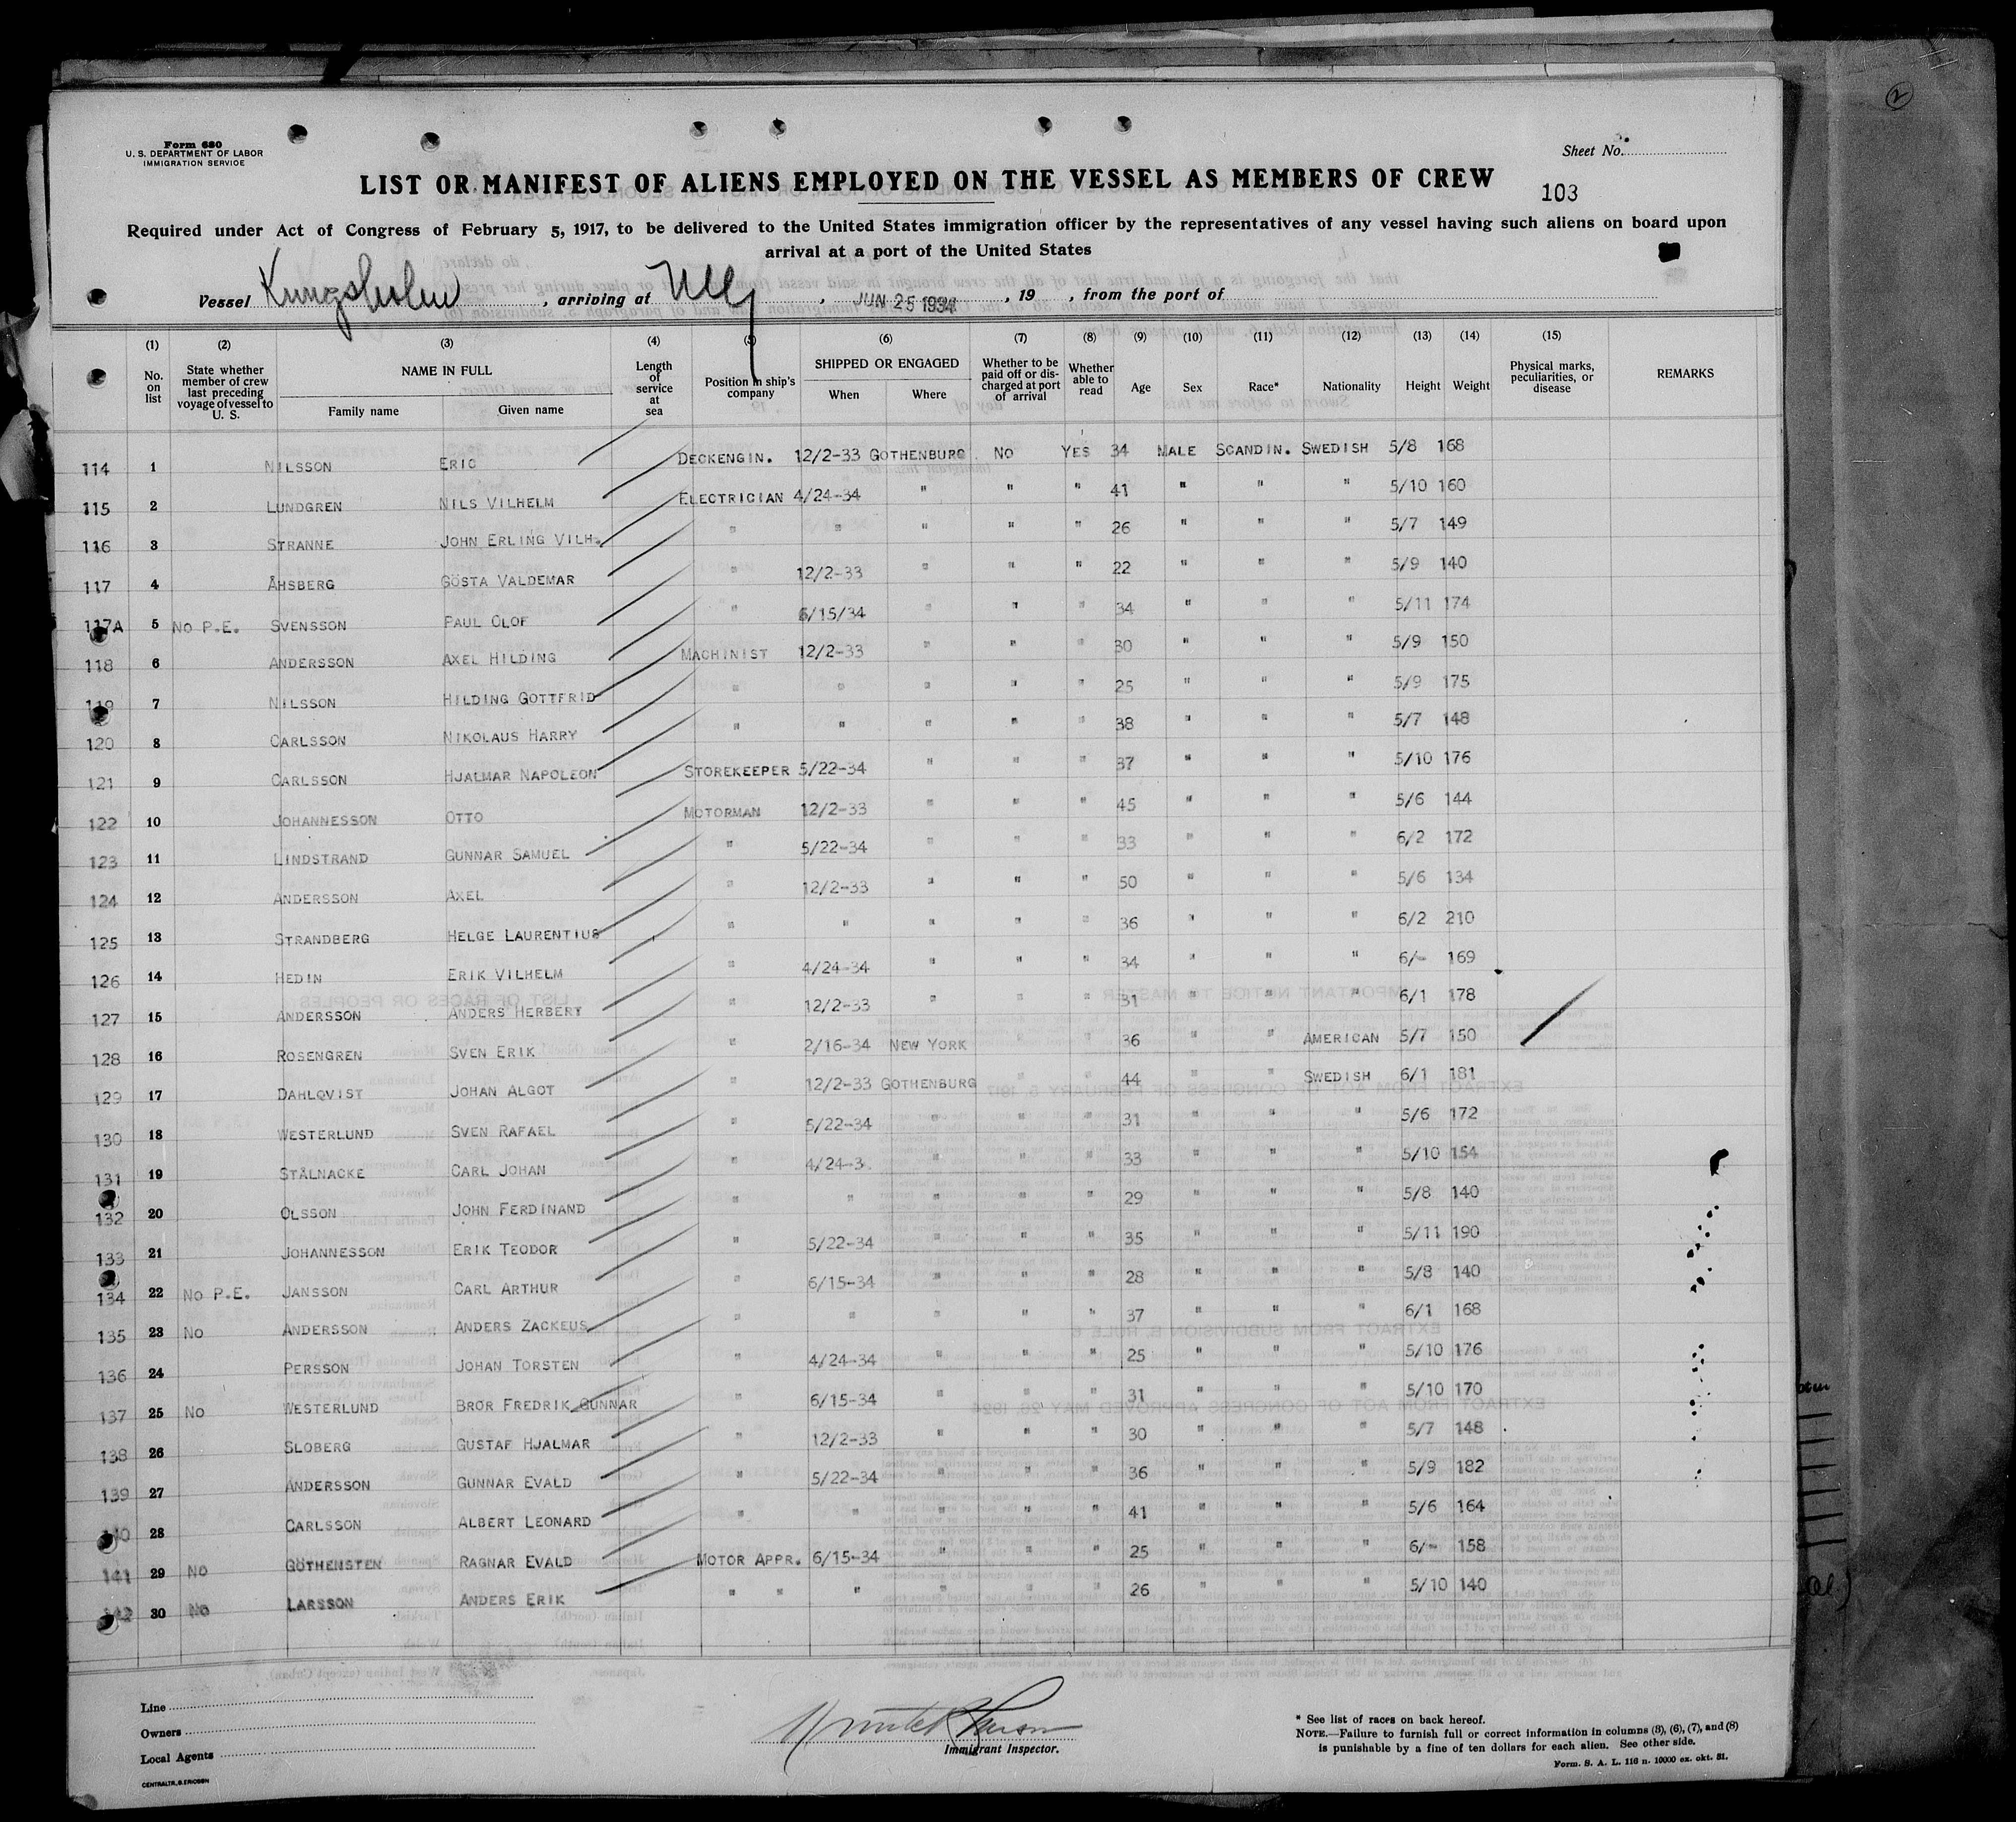 Form 680
U. S. DEPARTMENT OF LABOR
IMMIGRATION SERVICE
Sheet No.
LIST OR MANIFEST OF ALIENS EMPLOYED ON THE VESSEL AS MEMBERS OF CREW
103
Required under Act of Congress of February 5, 1917, to be delivered to the United States immigration officer by the representatives of any vessel having such aliens on board upon
arrival at a port of the United States
Vessel Kungsholm, arriving at NY, JUN 25 1934, 19 , from the port of
(1) No. on list
(2) State whether member of crew last preceding voyage of vessel to U. S.
(3) NAME IN FULL Family name Given name
(4) Length of service at sea
(5) Position in ship's company
(6) SHIPPED OR ENGAGED When Where
(7) Whether to be paid off or discharged at port of arrival
(8) Whether able to read
(9) Age
(10) Sex
(11) Race*
(12) Nationality
(13) Height
(14) Weight
(15) Physical marks, peculiarities, or disease
REMARKS
114 1 NILSSON ERIC DECKENGIN. 12/2-33 GOTHENBURG NO YES 34 MALE SCANDIN. SWEDISH 5/8 168
115 2 LUNDGREN NILS VILHELM ELECTRICIAN 4/24-34 " " " 41 " " " 5/10 160
116 3 STRANNE JOHN ERLING VILH. " " " " " 26 " " " 5/7 149
117 4 ÅHSBERG GÖSTA VALDEMAR " 12/2-33 " " " 22 " " " 5/9 140
117A 5 NO P.E. SVENSSON PAUL OLOF " 6/15/34 " " " 34 " " " 5/11 174
118 6 ANDERSSON AXEL HILDING MACHINIST 12/2-33 " " " 30 " " " 5/9 150
119 7 NILSSON HILDING GOTTFRID " " " " " 25 " " " 5/9 175
120 8 CARLSSON NIKOLAUS HARRY " " " " " 38 " " " 5/7 148
121 9 CARLSSON HJALMAR NAPOLEON STOREKEEPER 5/22-34 " " " 37 " " " 5/10 176
122 10 JOHANNESSON OTTO MOTORMAN 12/2-33 " " " 45 " " " 5/6 144
123 11 LINDSTRAND GUNNAR SAMUEL " 5/22-34 " " " 33 " " " 6/2 172
124 12 ANDERSSON AXEL " 12/2-33 " " " 50 " " " 5/6 134
125 13 STRANDBERG HELGE LAURENTIUS " " " " " 36 " " " 6/2 210
126 14 HEDIN ERIK VILHELM " 4/24-34 " " " 34 " " " 6/- 169
127 15 ANDERSSON ANDERS HERBERT " 12/2-33 " " " 31 " " " 6/1 178
128 16 ROSENGREN SVEN ERIK " 2/16-34 NEW YORK " " 36 " " AMERICAN 5/7 150
129 17 DAHLQVIST JOHAN ALGOT " 12/2-33 GOTHENBURG " " 44 " " SWEDISH 6/1 181
130 18 WESTERLUND SVEN RAFAEL " 5/22-34 " " " 31 " " " 5/6 172
131 19 STÅLNACKE CARL JOHAN " 4/24-3. " " " 33 " " " 5/10 154
132 20 OLSSON JOHN FERDINAND " " " " " 29 " " " 5/8 140
133 21 JOHANNESSON ERIK TEODOR " 5/22-34 " " " 35 " " " 5/11 190
134 22 NO P.E. JANSSON CARL ARTHUR " 6/15-34 " " " 28 " " " 5/8 140
135 23 NO ANDERSSON ANDERS ZACKEUS " " " " " 37 " " " 6/1 168
136 24 PERSSON JOHAN TORSTEN " 4/24-34 " " " 25 " " " 5/10 176
137 25 NO WESTERLUND BROR FREDRIK GUNNAR " 6/15-34 " " " 31 " " " 5/10 170
138 26 SLOBERG GUSTAF HJALMAR " 12/2-33 " " " 30 " " " 5/7 148
139 27 ANDERSSON GUNNAR EVALD " 5/22-34 " " " 36 " " " 5/9 182
140 28 CARLSSON ALBERT LEONARD " " " " " 41 " " " 5/6 164
141 29 NO GÖTHENSTEN RAGNAR EVALD MOTOR APPR. 6/15-34 " " " 25 " " " 6/- 158
142 30 NO LARSSON ANDERS ERIK " " " " " " 26 " " " 5/10 140
Line
Owners
Local Agents
CENTRALTR., G. ERICSON
Immigrant Inspector.
* See list of races on back hereof.
NOTE.—Failure to furnish full or correct information in columns (3), (6), (7), and (8)
is punishable by a fine of ten dollars for each alien. See other side.
Form. S. A. L. 116 n. 10000 ex. okt. 31.
2